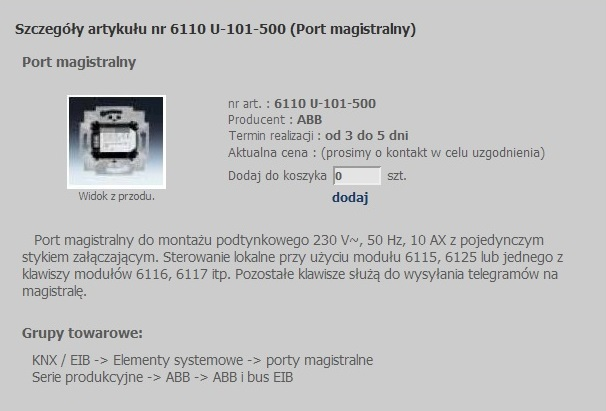 Szczegóły artykułu nr 6110 U-101-500 (Port magistralny)
Port magistralny
nr art. : 6110 U-101-500
Producent : ABB
Termin realizacji : od 3 do 5 dni
Aktualna cena : (prosimy o kontakt w celu uzgodnienia)
Dodaj do koszyka 0 szt.
Widok z przodu.
dodaj
Port magistralny do montażu podtynkowego 230 V~, 50 Hz, 10 AX z pojedynczym
stykiem załączającym. Sterowanie lokalne przy użyciu modułu 6115, 6125 lub jednego z
klawiszy modułów 6116, 6117 itp. Pozostałe klawisze służą do wysyłania telegramów na
magistralę.
Grupy towarowe:
KNX / EIB -> Elementy systemowe -> porty magistralne
Serie produkcyjne -> ABB -> ABB i bus EIB